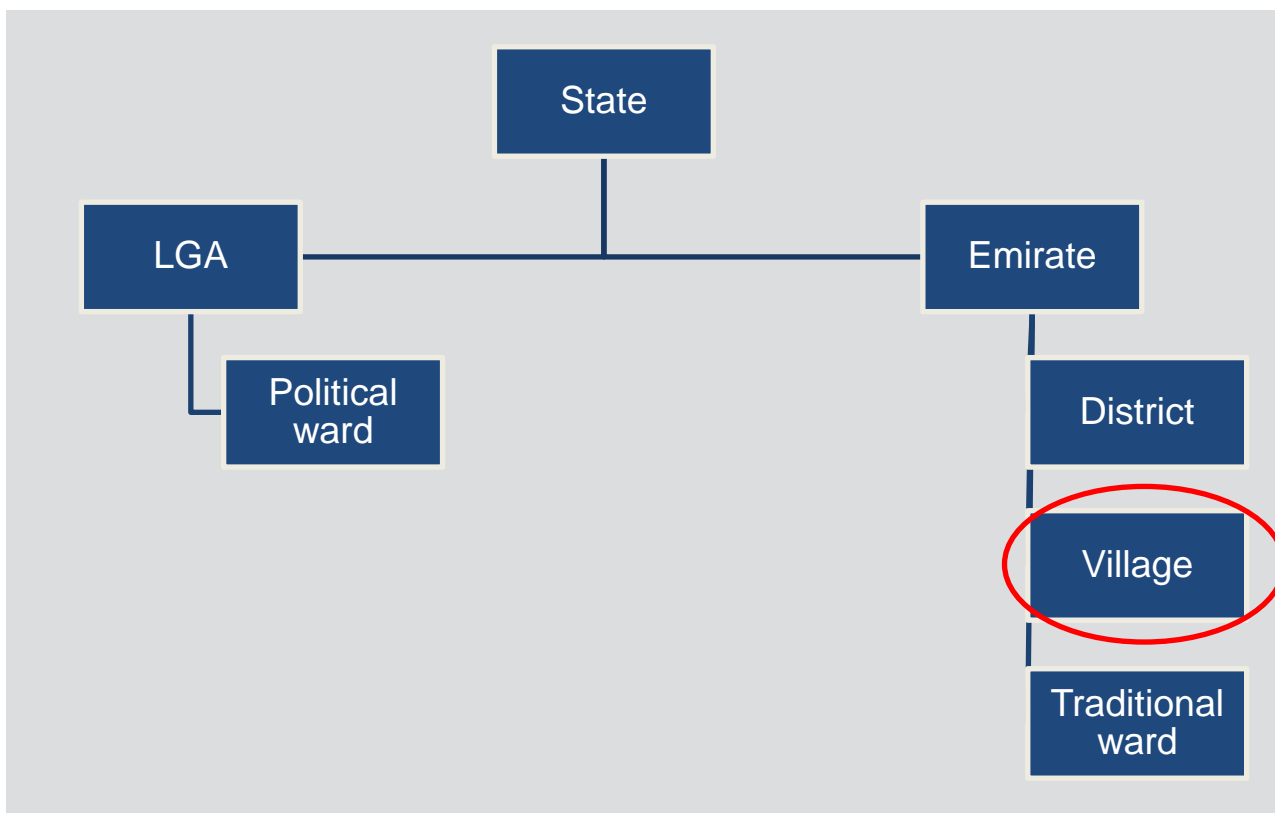 State
LGA
Emirate
Political
ward
District
Village
Traditional
ward